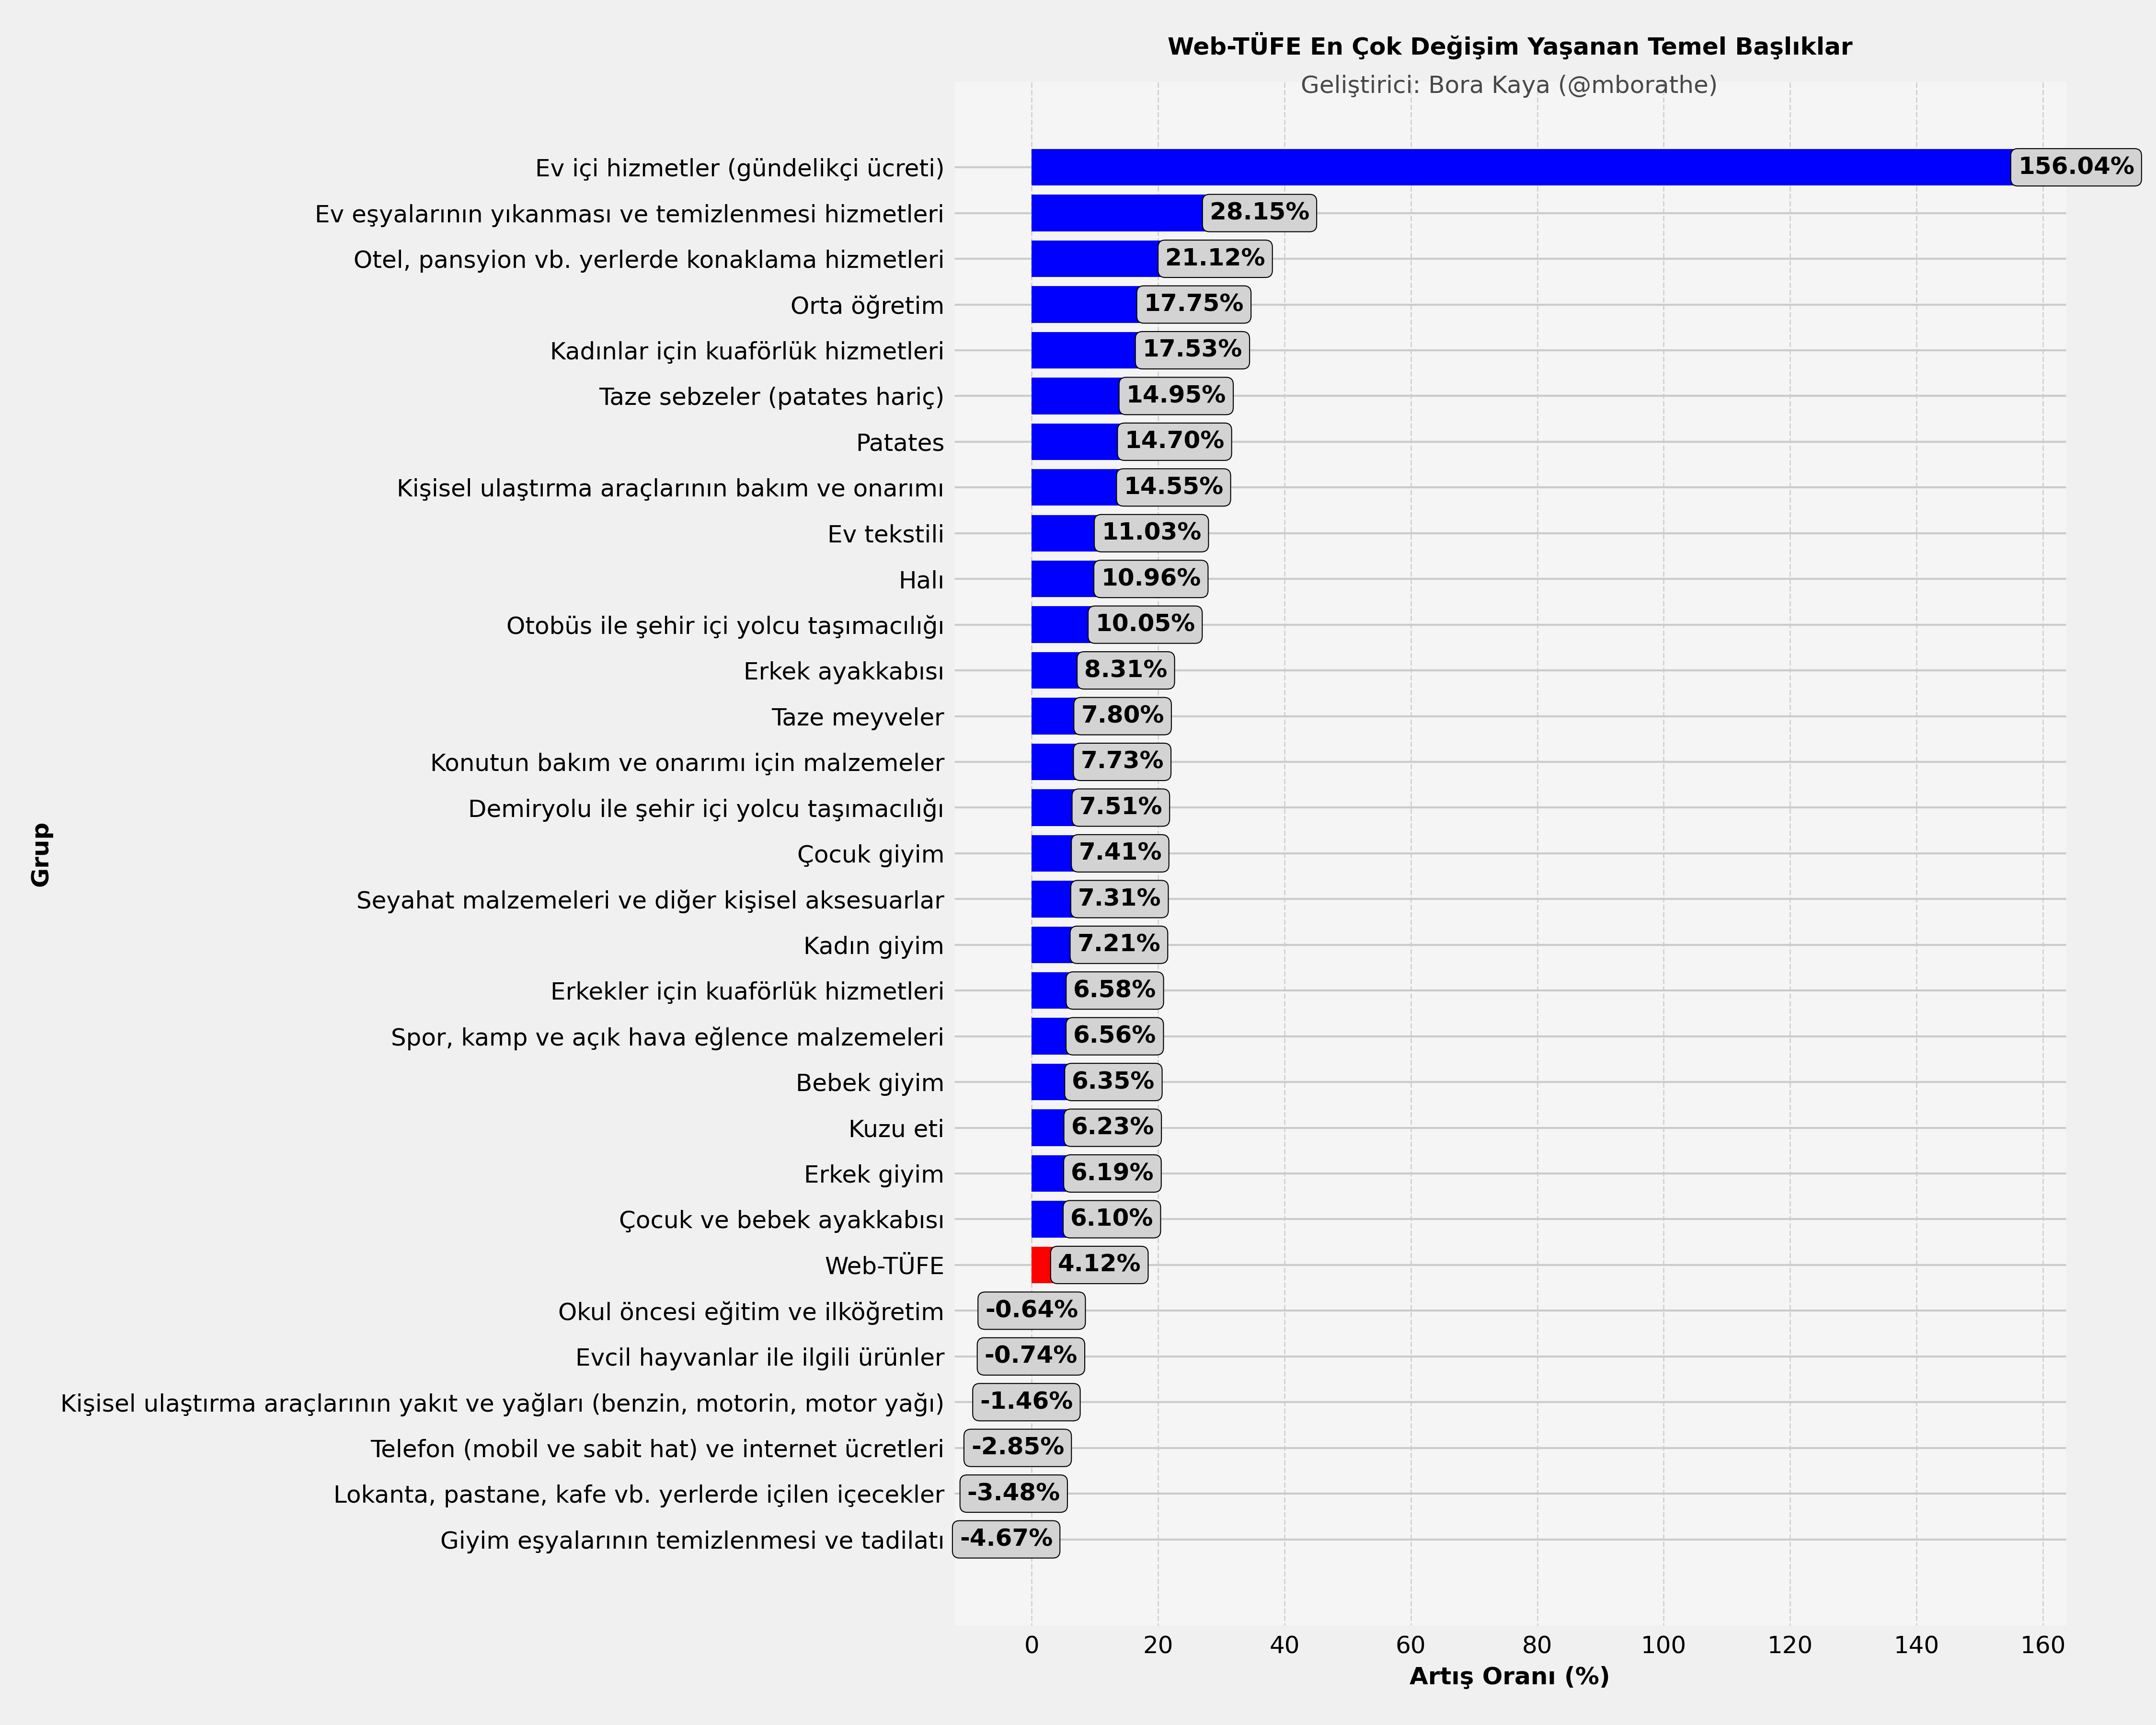 Web-TÜFE En Çok Değişim Yaşanan Temel Başlıklar
Geliştirici: Bora Kaya (@mborathe)
Grup
Ev içi hizmetler (gündelikçi ücreti) 156.04%
Ev eşyalarının yıkanması ve temizlenmesi hizmetleri 28.15%
Otel, pansyion vb. yerlerde konaklama hizmetleri 21.12%
Orta öğretim 17.75%
Kadınlar için kuaförlük hizmetleri 17.53%
Taze sebzeler (patates hariç) 14.95%
Patates 14.70%
Kişisel ulaştırma araçlarının bakım ve onarımı 14.55%
Ev tekstili 11.03%
Halı 10.96%
Otobüs ile şehir içi yolcu taşımacılığı 10.05%
Erkek ayakkabısı 8.31%
Taze meyveler 7.80%
Konutun bakım ve onarımı için malzemeler 7.73%
Demiryolu ile şehir içi yolcu taşımacılığı 7.51%
Çocuk giyim 7.41%
Seyahat malzemeleri ve diğer kişisel aksesuarlar 7.31%
Kadın giyim 7.21%
Erkekler için kuaförlük hizmetleri 6.58%
Spor, kamp ve açık hava eğlence malzemeleri 6.56%
Bebek giyim 6.35%
Kuzu eti 6.23%
Erkek giyim 6.19%
Çocuk ve bebek ayakkabısı 6.10%
Web-TÜFE 4.12%
Okul öncesi eğitim ve ilköğretim -0.64%
Evcil hayvanlar ile ilgili ürünler -0.74%
Kişisel ulaştırma araçlarının yakıt ve yağları (benzin, motorin, motor yağı) -1.46%
Telefon (mobil ve sabit hat) ve internet ücretleri -2.85%
Lokanta, pastane, kafe vb. yerlerde içilen içecekler -3.48%
Giyim eşyalarının temizlenmesi ve tadilatı -4.67%
0 20 40 60 80 100 120 140 160
Artış Oranı (%)